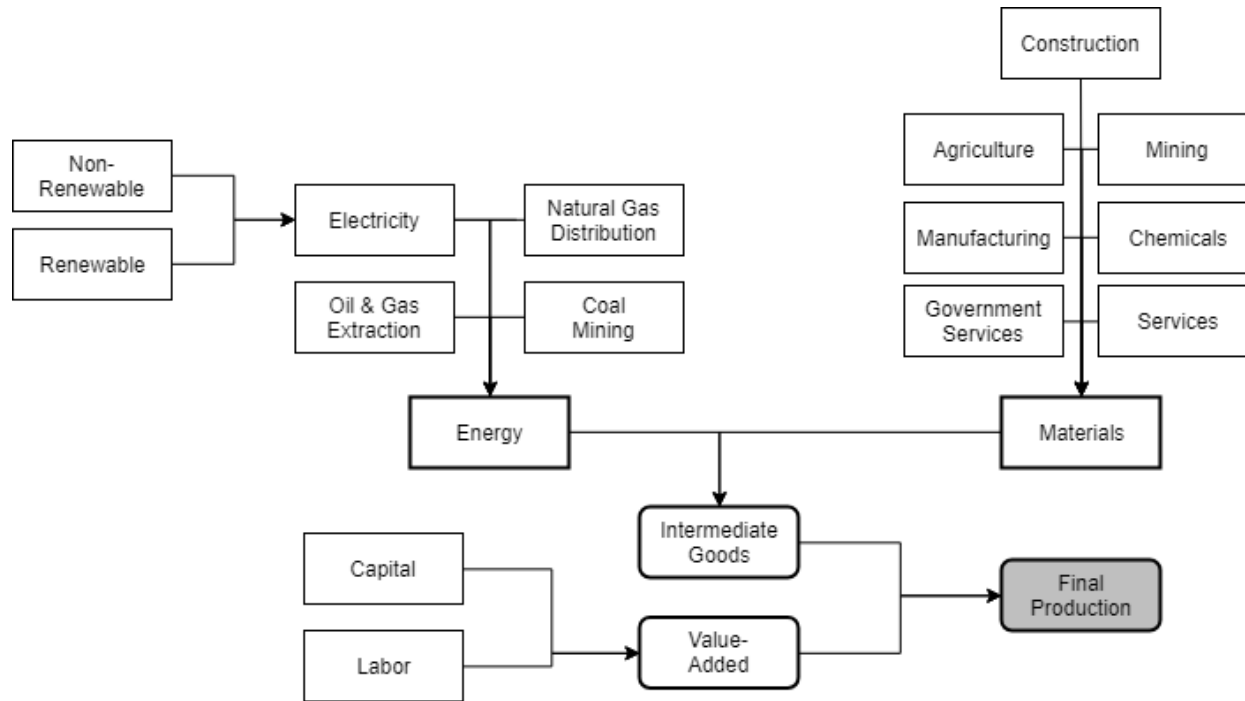 Construction
Agriculture
Mining
Non-
Renewable
Electricity
Natural Gas
Distribution
Manufacturing
Chemicals
Renewable
Oil & Gas
Extraction
Coal
Mining
Government
Services
Services
Energy
Materials
Intermediate
Goods
Capital
Final
Production
Labor
Value-
Added